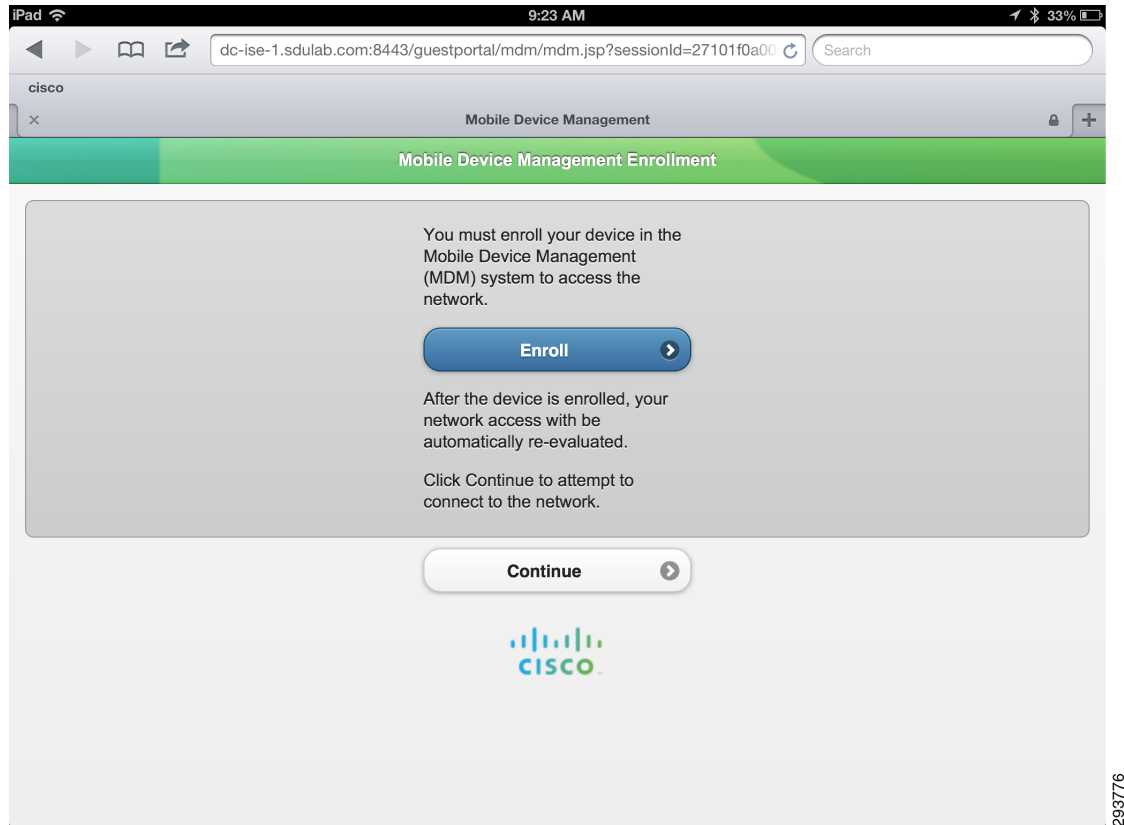 iPad 9:23 AM 33%
dc-ise-1.sdulab.com:8443/guestportal/mdm/mdm.jsp?sessionId=27101f0a00 Search
cisco
Mobile Device Management
Mobile Device Management Enrollment
You must enroll your device in the
Mobile Device Management
(MDM) system to access the
network.
Enroll
After the device is enrolled, your
network access with be
automatically re-evaluated.
Click Continue to attempt to
connect to the network.
Continue
CISCO
293776